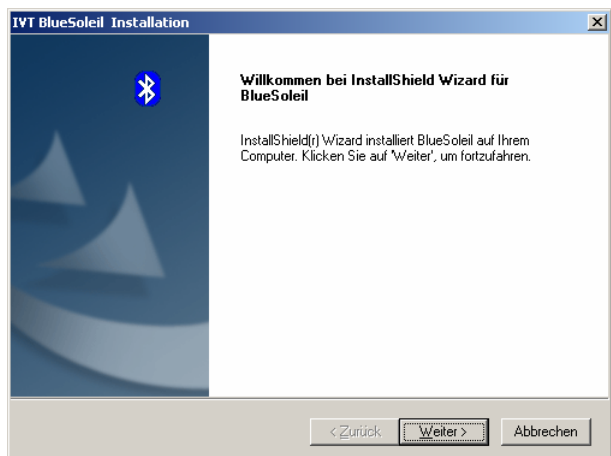 IVT BlueSoleil Installation
Willkommen bei InstallShield Wizard für
BlueSoleil
InstallShield(r) Wizard installiert BlueSoleil auf Ihrem
Computer. Klicken Sie auf 'Weiter', um fortzufahren.
< Zurück Weiter > Abbrechen